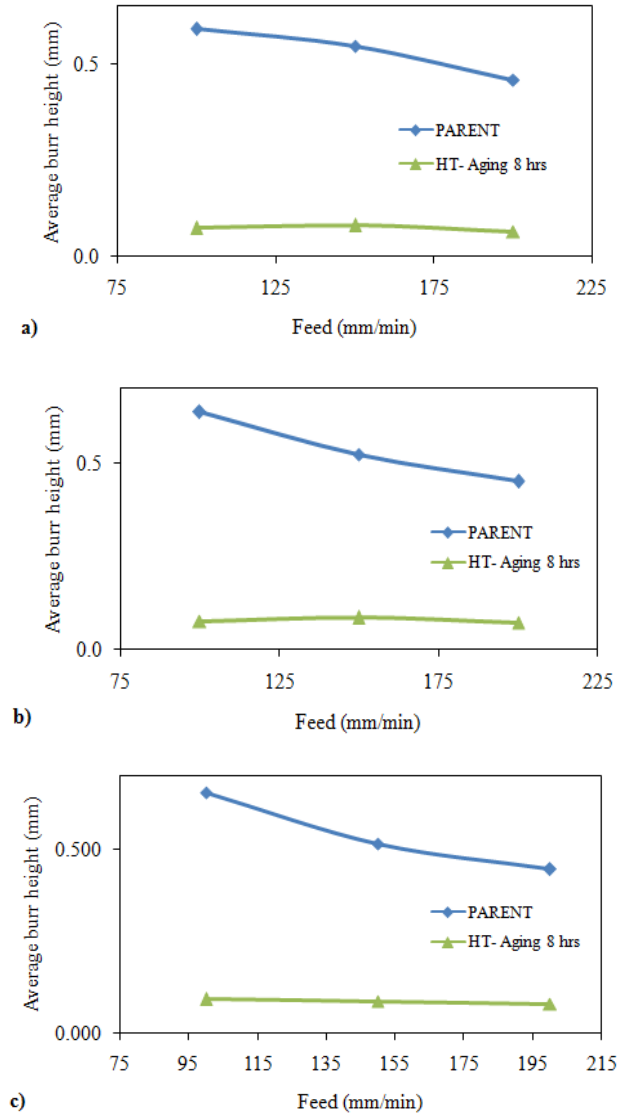 Average burr height (mm)
0.5
PARENT
HT- Aging 8 hrs
0.0
75 125 175 225
a) Feed (mm/min)
Average burr height (mm)
0.5
PARENT
HT- Aging 8 hrs
0.0
75 125 175 225
b) Feed (mm/min)
Average burr height (mm)
0.500
PARENT
HT- Aging 8 hrs
0.000
75 95 115 135 155 175 195 215
c) Feed (mm/min)